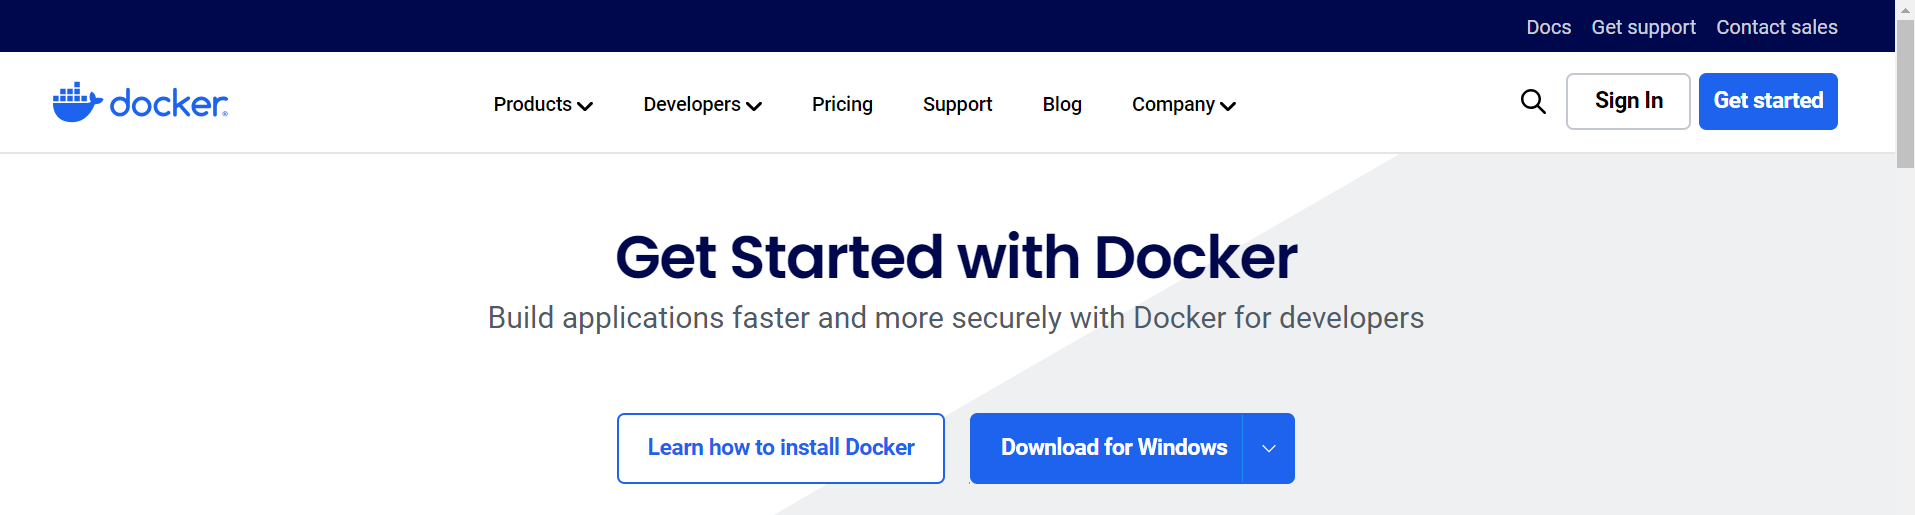 Docs Get support Contact sales
docker
Products Developers Pricing Support Blog Company Sign In Get started
Get Started with Docker
Build applications faster and more securely with Docker for developers
Learn how to install Docker Download for Windows